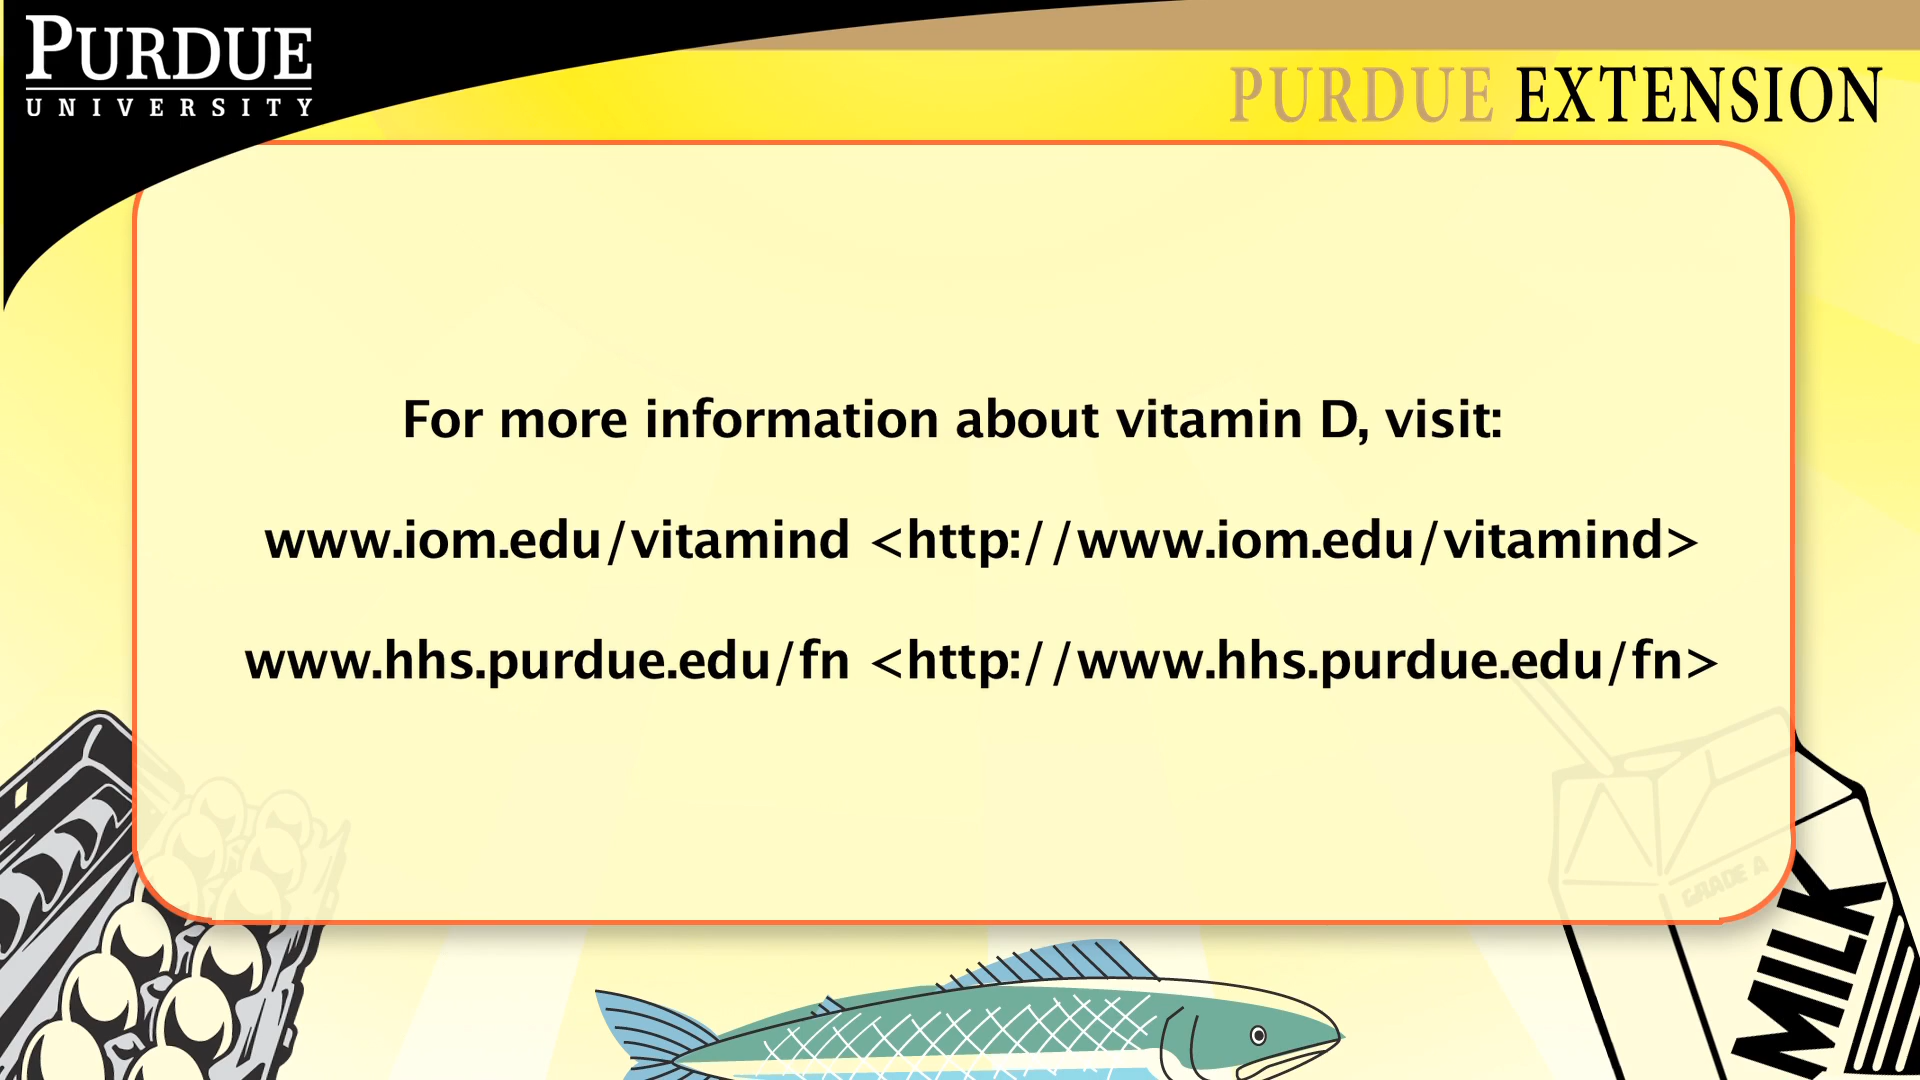 PURDUE
UNIVERSITY
PURDUE EXTENSION
For more information about vitamin D, visit:
www.iom.edu/vitamind <http://www.iom.edu/vitamind>
www.hhs.purdue.edu/fn <http://www.hhs.purdue.edu/fn>
GRADE A
MILK